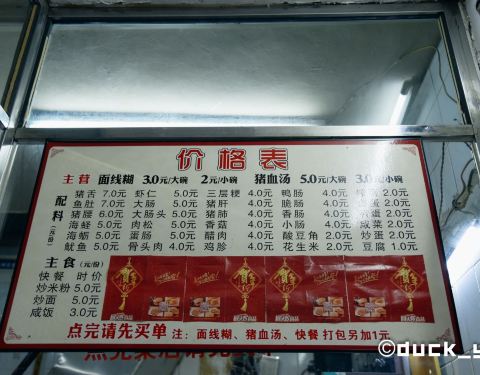 价格表
主营 面线糊 3.0元/大碗 2元/小碗 猪血汤 5.0元/大碗 3.0元/小碗
配料(元/份)
猪舌 7.0元 虾仁 5.0元 三层梗 4.0元 鸭肠 4.0元 2.0元
鱼肚 7.0元 大肠 5.0元 猪肝 4.0元 脆肠 4.0元 蛋 2.0元
猪腰 6.0元 大肠头 5.0元 猪肺 4.0元 香肠 4.0元 蛋 2.0元
海蛏 5.0元 肉松 5.0元 香菇 4.0元 小肠 4.0元 咸菜 2.0元
海蛎 5.0元 蛋肠 5.0元 醋肉 4.0元 酸豆角 2.0元 炒蛋 2.0元
鱿鱼 5.0元 骨头肉 4.0元 鸡胗 4.0元 花生米 2.0元 豆腐 1.0元
主食(元/份)
快餐 时价
炒米粉 5.0元
炒面 5.0元
咸饭 3.0元
点完请先买单 注:面线糊、猪血汤、快餐 打包另加1元
©duck_y